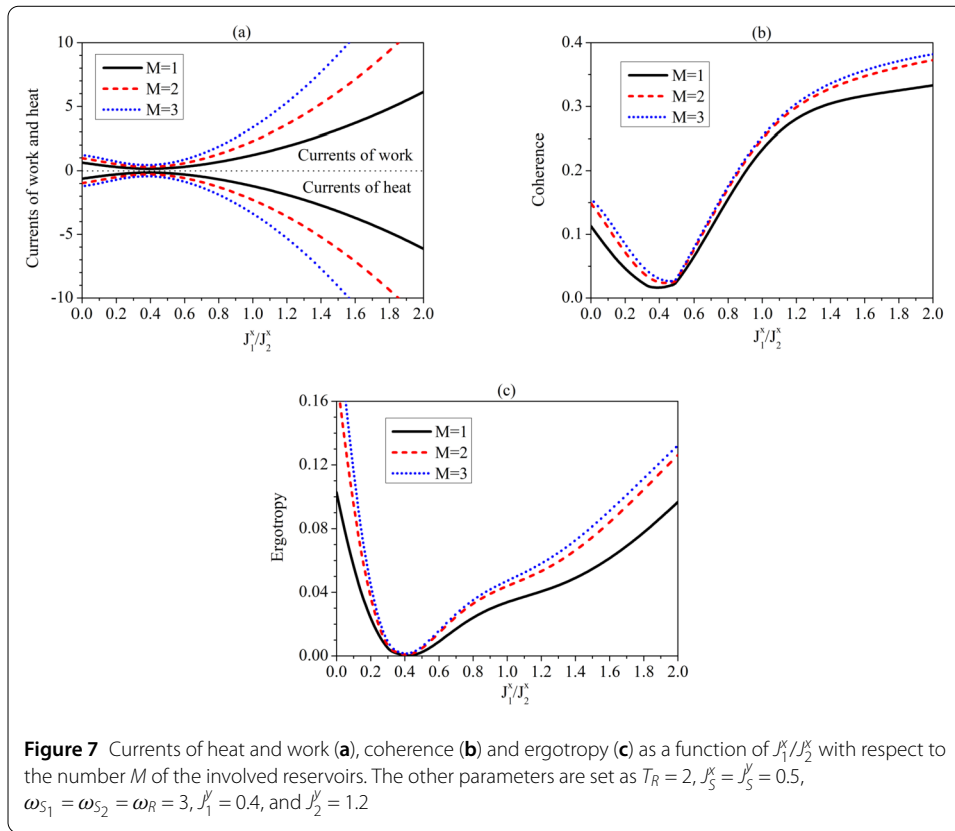 (a)
10
5
0
-5
-10
Currents of work and heat
M=1
M=2
M=3
Currents of work
Currents of heat
0.0 0.2 0.4 0.6 0.8 1.0 1.2 1.4 1.6 1.8 2.0
J₁ˣ/J₂ˣ
(b)
0.4
0.3
0.2
0.1
0.0
Coherence
M=1
M=2
M=3
0.0 0.2 0.4 0.6 0.8 1.0 1.2 1.4 1.6 1.8 2.0
J₁ˣ/J₂ˣ
(c)
0.16
0.12
0.08
0.04
0.00
Ergotropy
M=1
M=2
M=3
0.0 0.2 0.4 0.6 0.8 1.0 1.2 1.4 1.6 1.8 2.0
J₁ˣ/J₂ˣ
Figure 7 Currents of heat and work (a), coherence (b) and ergotropy (c) as a function of J₁ˣ/J₂ˣ with respect to
the number M of the involved reservoirs. The other parameters are set as T_R = 2, J_Sˣ = J_Sʸ = 0.5,
ω_{S₁} = ω_{S₂} = ω_R = 3, J₁ʸ = 0.4, and J₂ʸ = 1.2